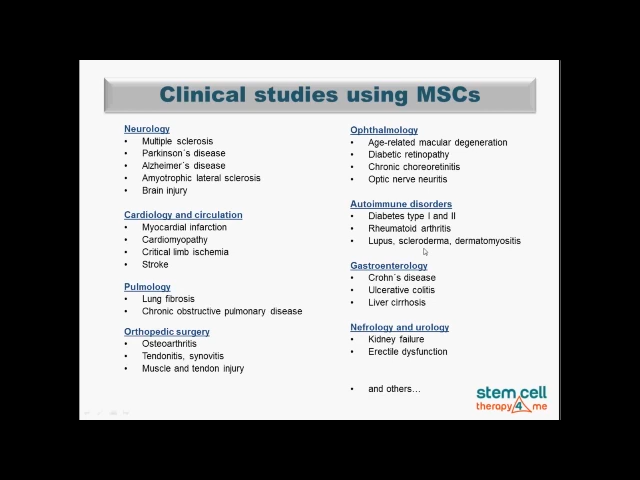 Clinical studies using MSCs
Neurology
• Multiple sclerosis
• Parkinson´s disease
• Alzheimer´s disease
• Amyotrophic lateral sclerosis
• Brain injury
Cardiology and circulation
• Myocardial infarction
• Cardiomyopathy
• Critical limb ischemia
• Stroke
Pulmology
• Lung fibrosis
• Chronic obstructive pulmonary disease
Orthopedic surgery
• Osteoarthritis
• Tendonitis, synovitis
• Muscle and tendon injury
Ophthalmology
• Age-related macular degeneration
• Diabetic retinopathy
• Chronic choreoretinitis
• Optic nerve neuritis
Autoimmune disorders
• Diabetes type I and II
• Rheumatoid arthritis
• Lupus, scleroderma, dermatomyositis
Gastroenterology
• Crohn´s disease
• Ulcerative colitis
• Liver cirrhosis
Nefrology and urology
• Kidney failure
• Erectile dysfunction
• and others…
stem cell
therapy 4 me